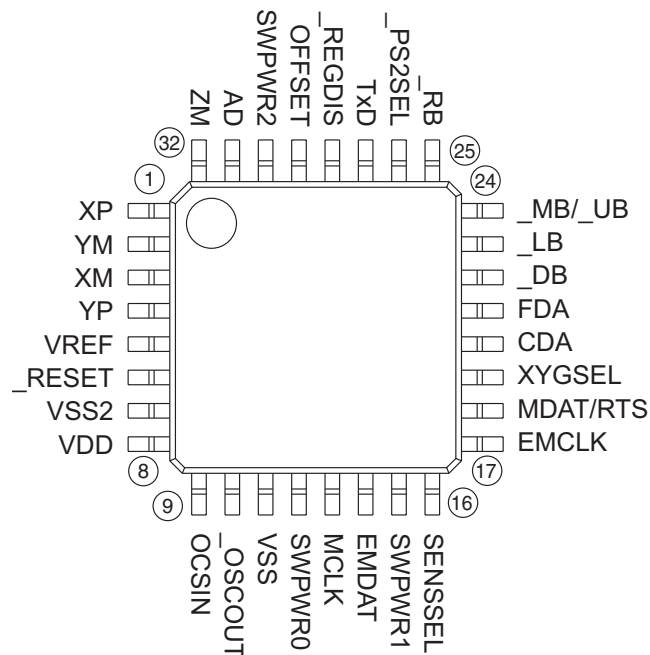 ZM
AD
SWPWR2
OFFSET
_REGDIS
TxD
_PS2SEL
_RB
32
25
1
24
XP
YM
XM
YP
VREF
_RESET
VSS2
VDD
_MB/_UB
_LB
_DB
FDA
CDA
XYGSEL
MDAT/RTS
EMCLK
8
17
9
16
OCSIN
_OSCOUT
VSS
SWPWR0
MCLK
EMDAT
SWPWR1
SENSSEL